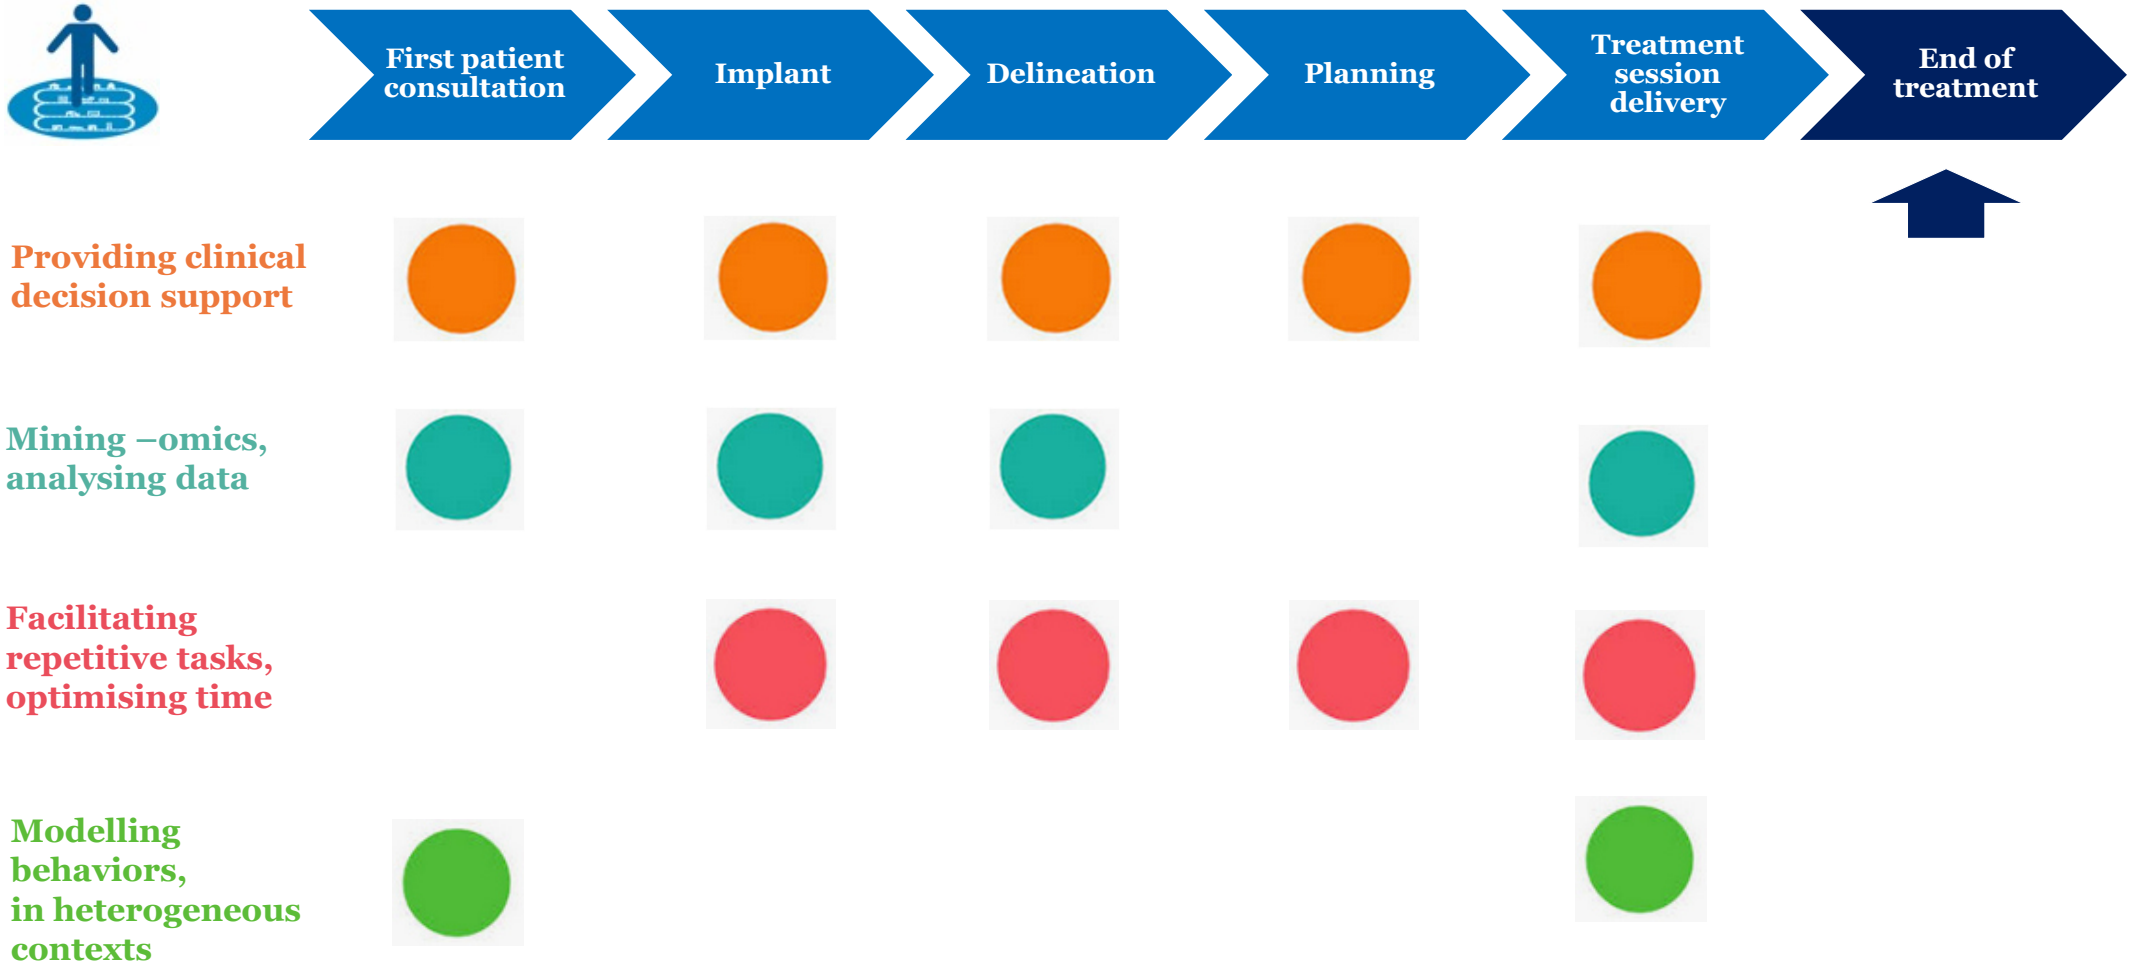 First patient
consultation
Implant
Delineation
Planning
Treatment
session
delivery
End of
treatment
Providing clinical
decision support
Mining –omics,
analysing data
Facilitating
repetitive tasks,
optimising time
Modelling
behaviors,
in heterogeneous
contexts